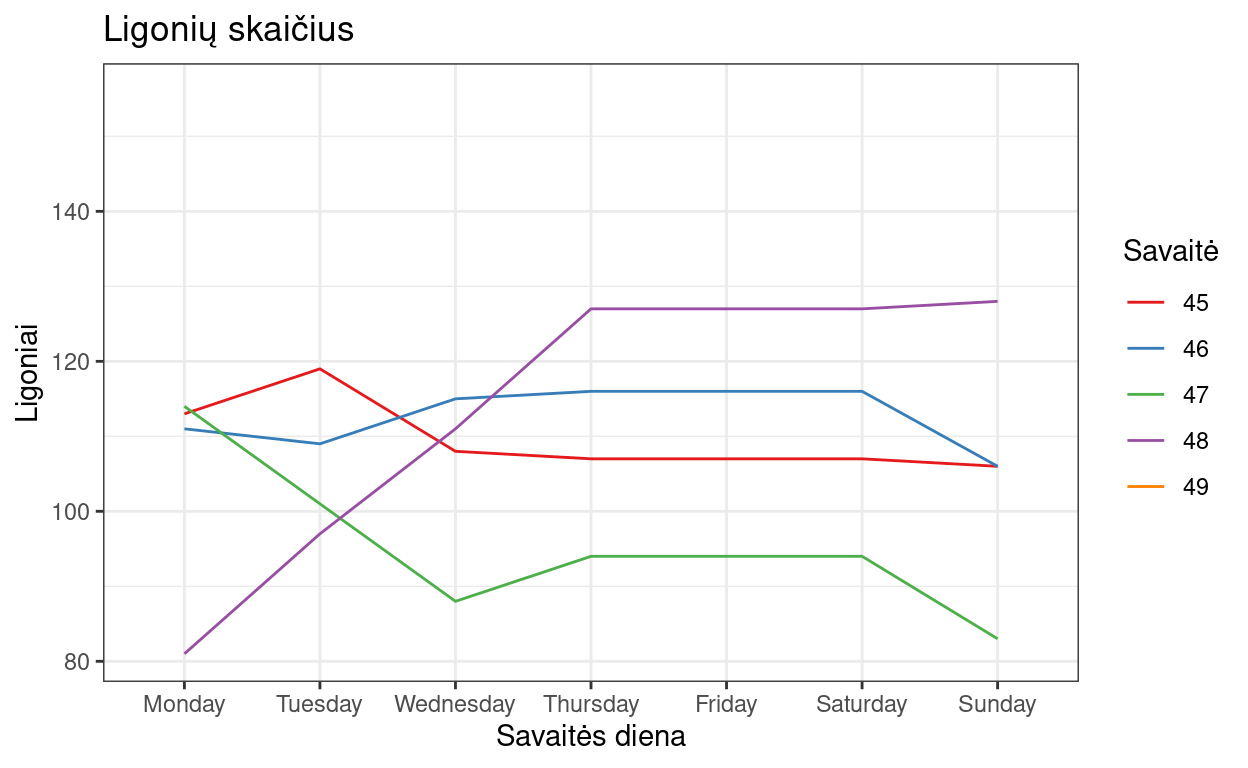 Ligonių skaičius
Ligoniai
140
120
100
80
Monday Tuesday Wednesday Thursday Friday Saturday Sunday
Savaitės diena
Savaitė
45
46
47
48
49